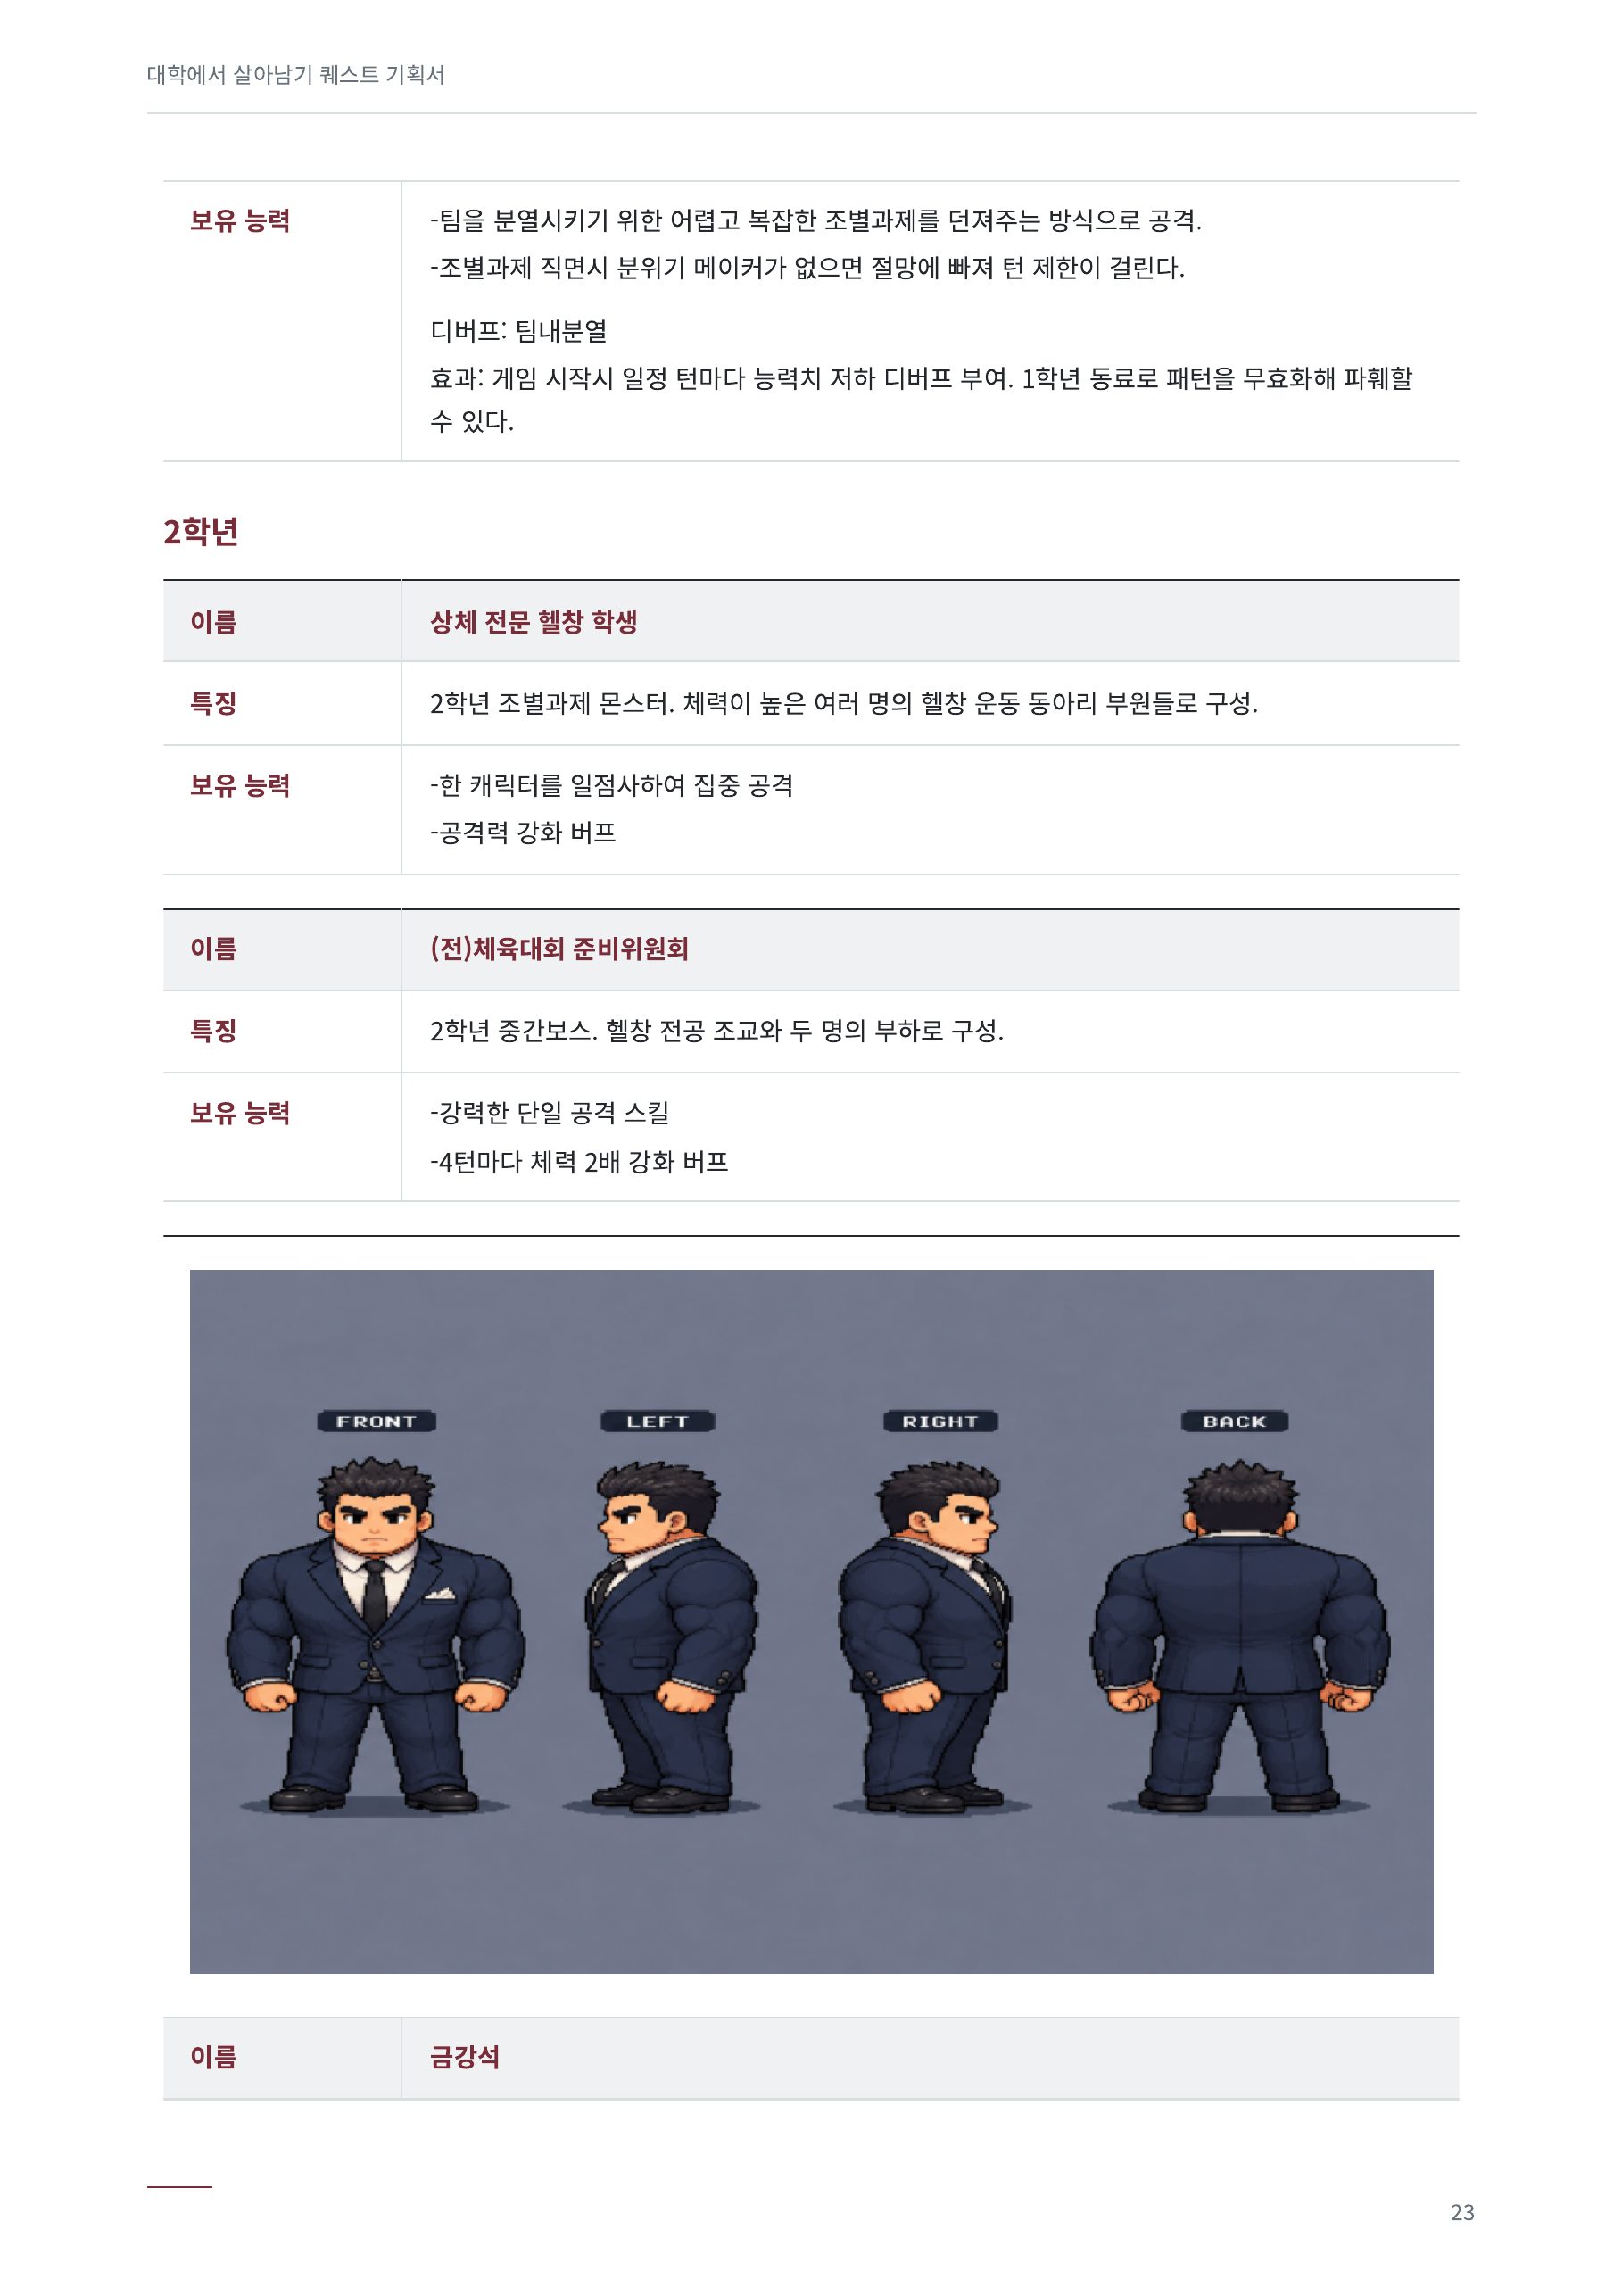 대학에서 살아남기 퀘스트 기획서
보유 능력
-팀을 분열시키기 위한 어렵고 복잡한 조별과제를 던져주는 방식으로 공격.
-조별과제 직면시 분위기 메이커가 없으면 절망에 빠져 턴 제한이 걸린다.
디버프: 팀내분열
효과: 게임 시작시 일정 턴마다 능력치 저하 디버프 부여. 1학년 동료로 패턴을 무효화해 파훼할
수 있다.
2학년
이름 상체 전문 헬창 학생
특징 2학년 조별과제 몬스터. 체력이 높은 여러 명의 헬창 운동 동아리 부원들로 구성.
보유 능력 -한 캐릭터를 일점사하여 집중 공격
-공격력 강화 버프
이름 (전)체육대회 준비위원회
특징 2학년 중간보스. 헬창 전공 조교와 두 명의 부하로 구성.
보유 능력 -강력한 단일 공격 스킬
-4턴마다 체력 2배 강화 버프
FRONT LEFT RIGHT BACK
이름 금강석
23